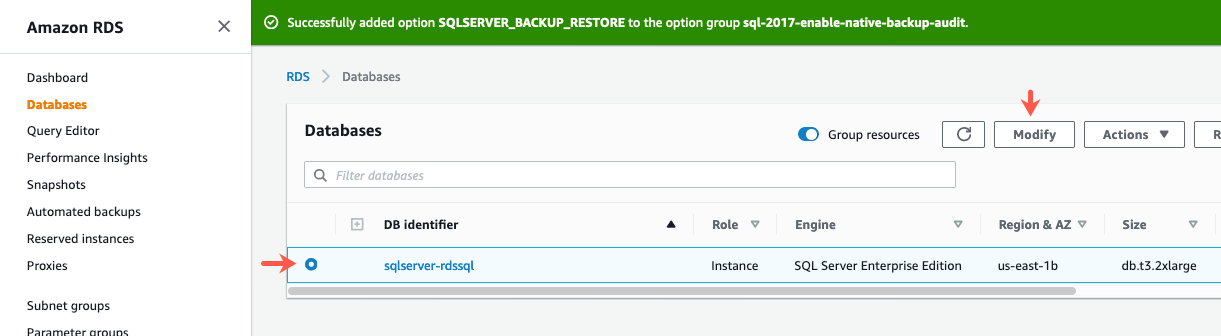 Amazon RDS
Successfully added option SQLSERVER_BACKUP_RESTORE to the option group sql-2017-enable-native-backup-audit.
Dashboard
Databases
Query Editor
Performance Insights
Snapshots
Automated backups
Reserved instances
Proxies
Subnet groups
Parameter groups
RDS > Databases
Databases
Group resources
Modify
Actions
R
Filter databases
DB identifier Role Engine Region & AZ Size
sqlserver-rdssql Instance SQL Server Enterprise Edition us-east-1b db.t3.2xlarge